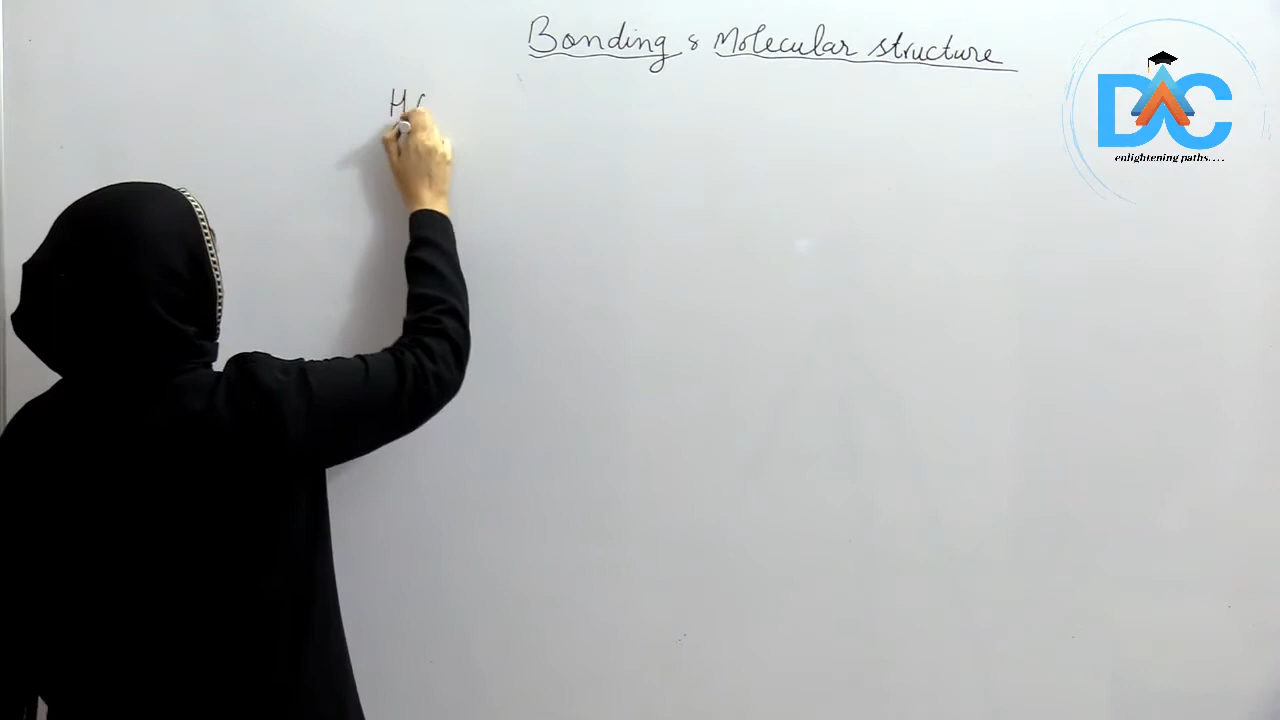 Bonding & Molecular structure
H
DAC
enlightening paths....